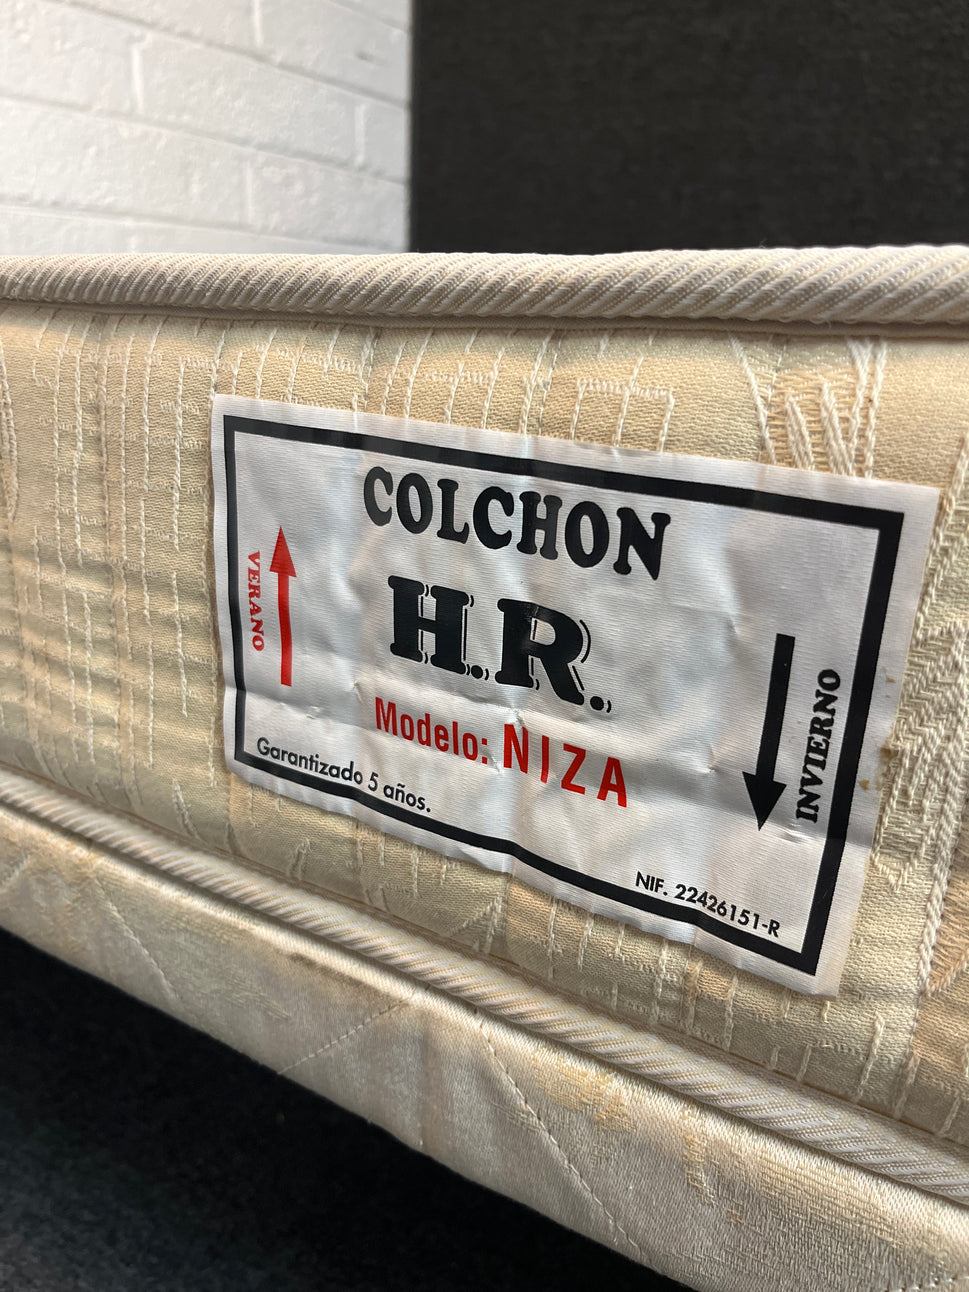 COLCHON
H.R.
Modelo: NIZA
VERANO
INVIERNO
Garantizado 5 años.
NIF. 22426151-R